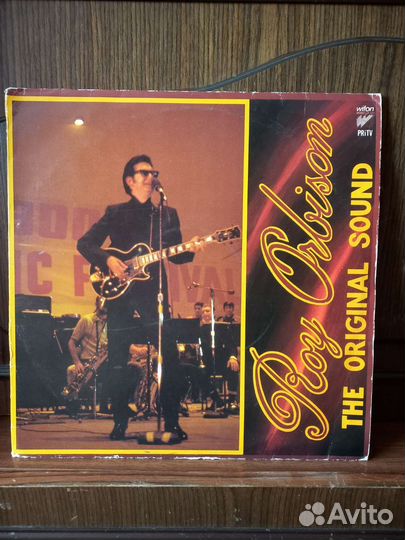 wifon
PRiTV
Roy Orbison
THE ORIGINAL SOUND
Avito